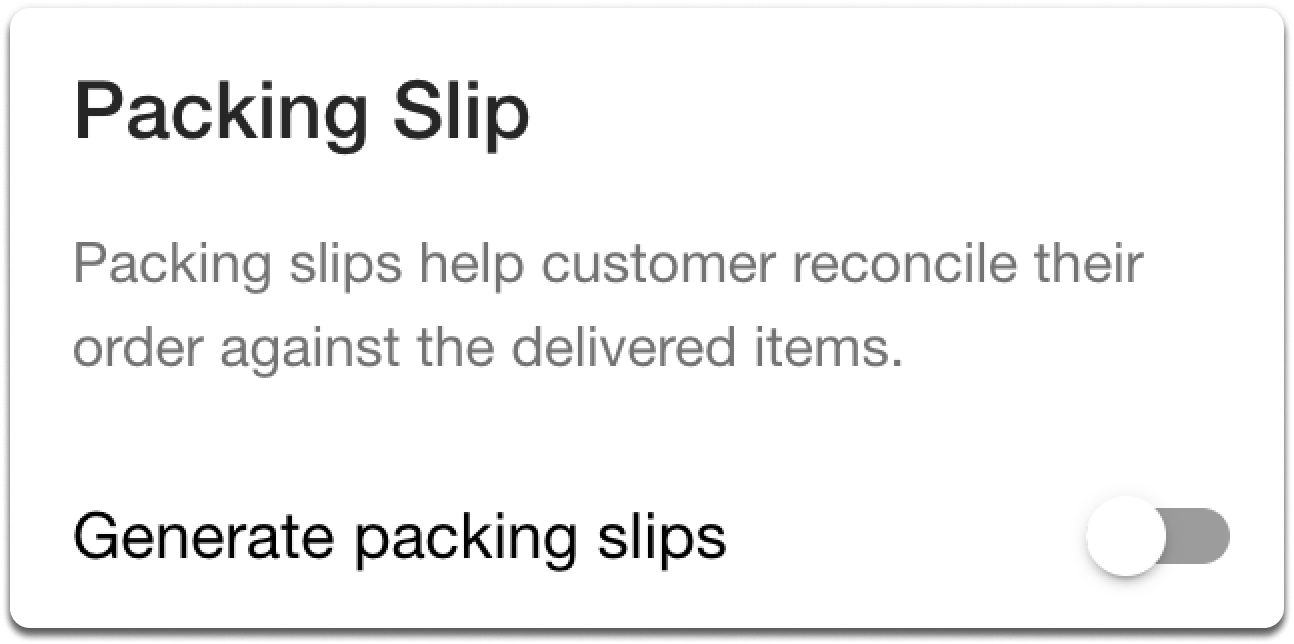 Packing Slip
Packing slips help customer reconcile their
order against the delivered items.
Generate packing slips